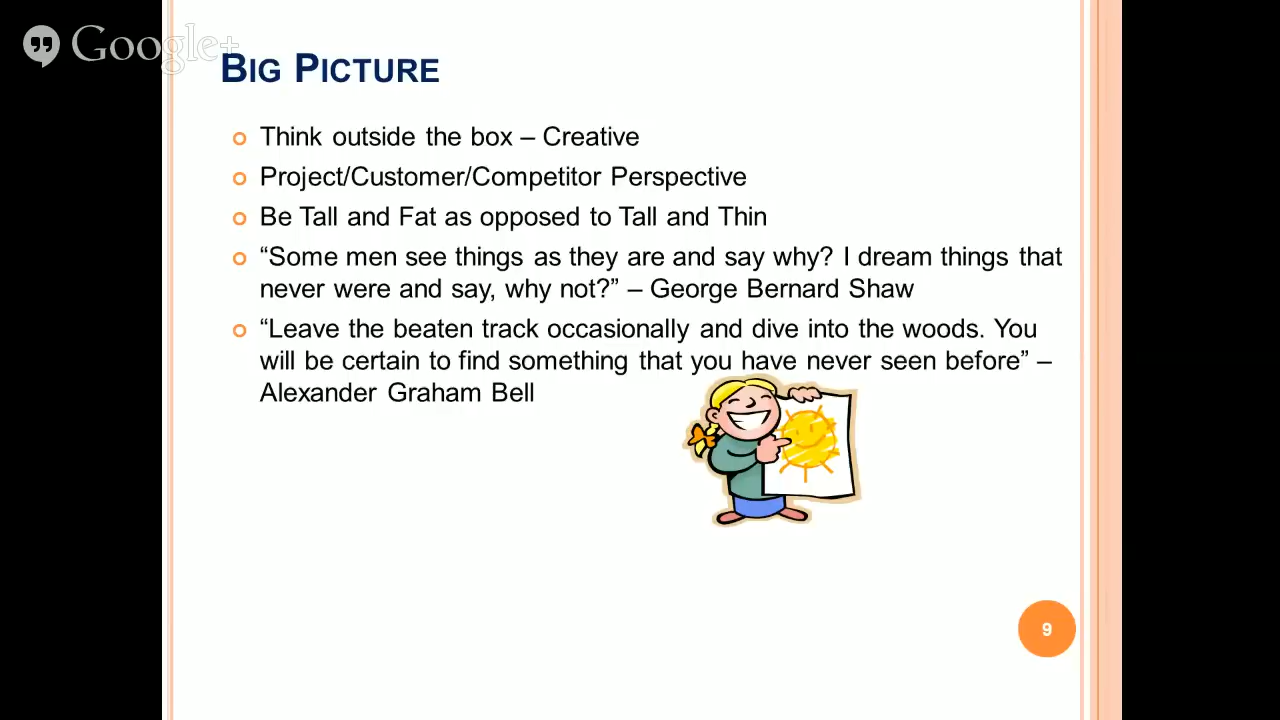 Google+
BIG PICTURE
Think outside the box – Creative
Project/Customer/Competitor Perspective
Be Tall and Fat as opposed to Tall and Thin
“Some men see things as they are and say why? I dream things that
never were and say, why not?” – George Bernard Shaw
“Leave the beaten track occasionally and dive into the woods. You
will be certain to find something that you have never seen before” –
Alexander Graham Bell
9